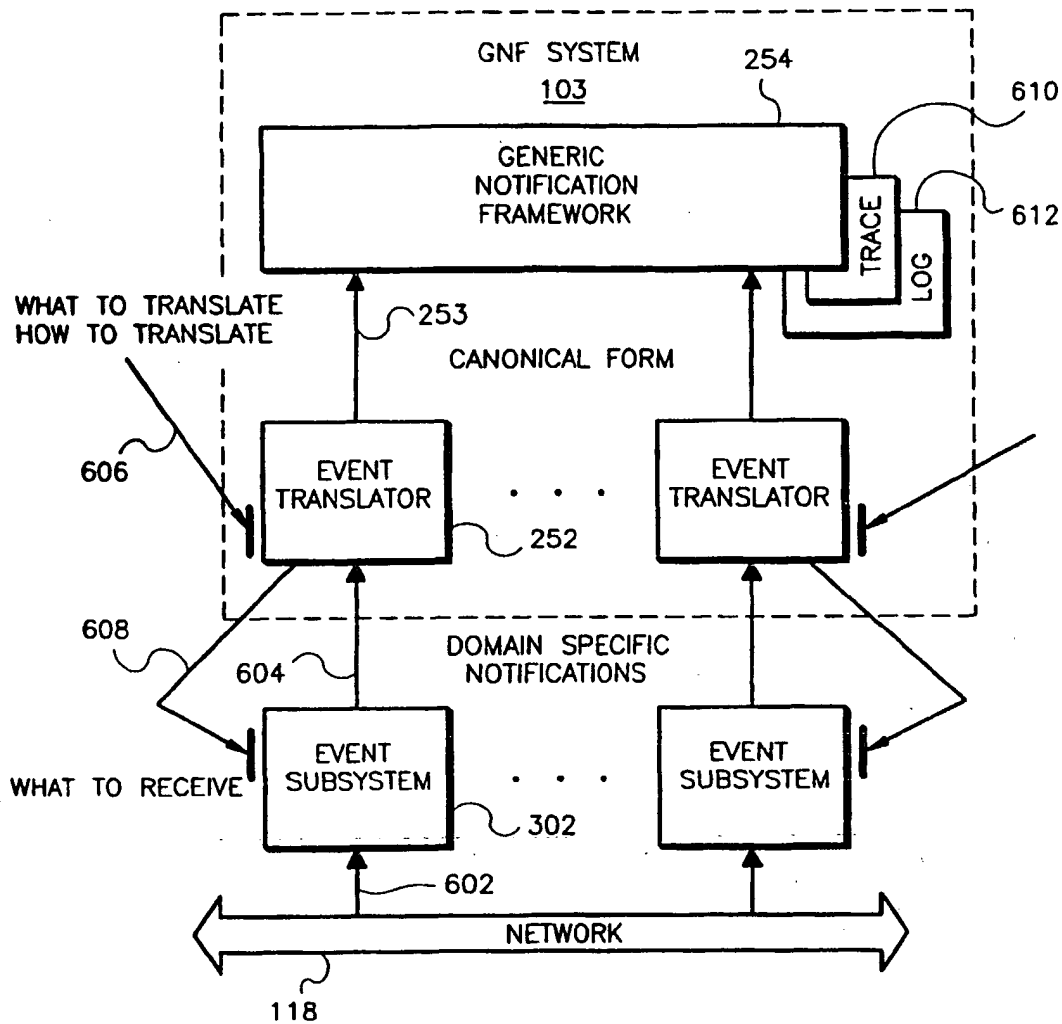 GNF SYSTEM
103
254
610
GENERIC
NOTIFICATION
FRAMEWORK
TRACE
612
LOG
WHAT TO TRANSLATE
HOW TO TRANSLATE
253
CANONICAL FORM
606
EVENT
TRANSLATOR
. . .
EVENT
TRANSLATOR
252
608
604
DOMAIN SPECIFIC
NOTIFICATIONS
WHAT TO RECEIVE
EVENT
SUBSYSTEM
. . .
EVENT
SUBSYSTEM
302
602
NETWORK
118